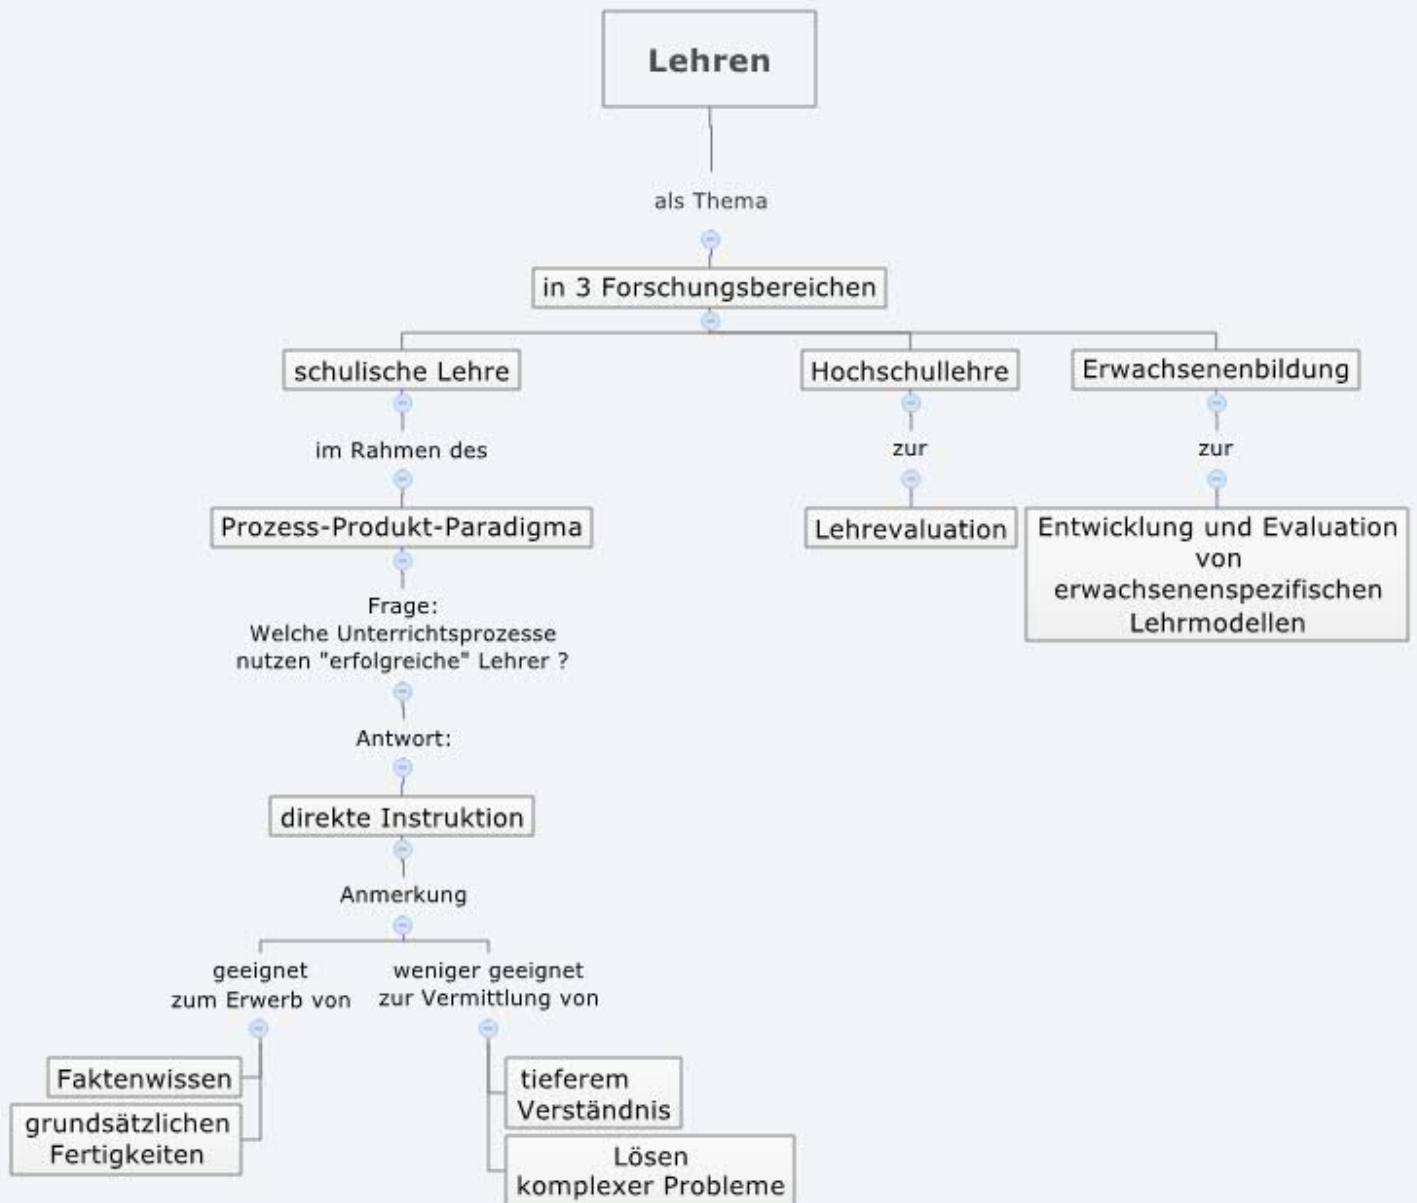 Lehren
als Thema
in 3 Forschungsbereichen
schulische Lehre
Hochschullehre
Erwachsenenbildung
im Rahmen des
zur
zur
Prozess-Produkt-Paradigma
Lehrevaluation
Entwicklung und Evaluation
von
erwachsenenspezifischen
Lehrmodellen
Frage:
Welche Unterrichtsprozesse
nutzen "erfolgreiche" Lehrer ?
Antwort:
direkte Instruktion
Anmerkung
geeignet
zum Erwerb von
weniger geeignet
zur Vermittlung von
Faktenwissen
grundsätzlichen
Fertigkeiten
tieferem
Verständnis
Lösen
komplexer Probleme